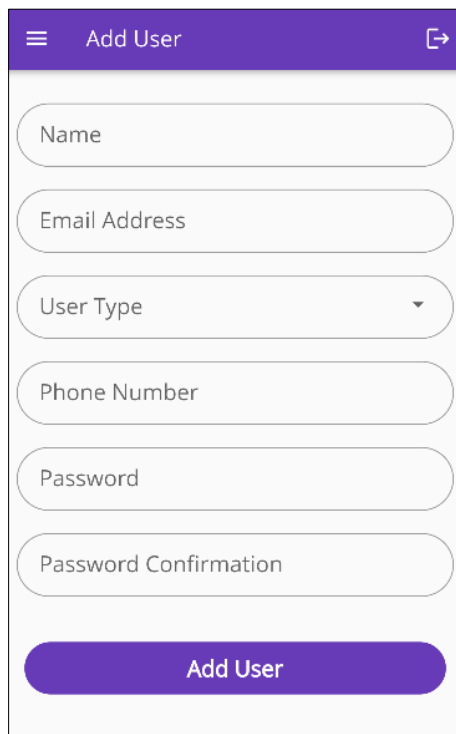 Add User
Name
Email Address
User Type
Phone Number
Password
Password Confirmation
Add User